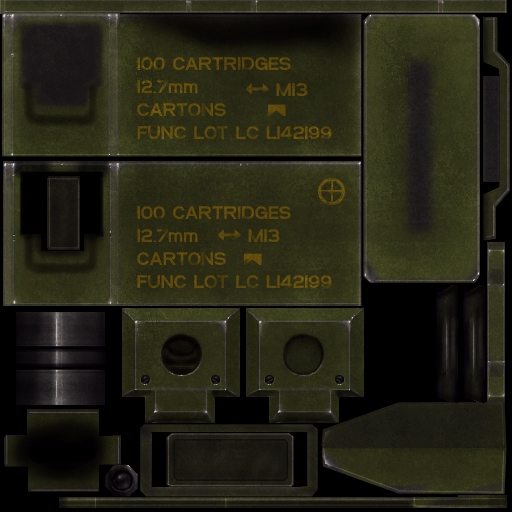 100 CARTRIDGES
12.7mm ↔ M13
CARTONS
FUNC LOT LC L142199
100 CARTRIDGES
12.7mm ↔ M13
CARTONS
FUNC LOT LC L142199